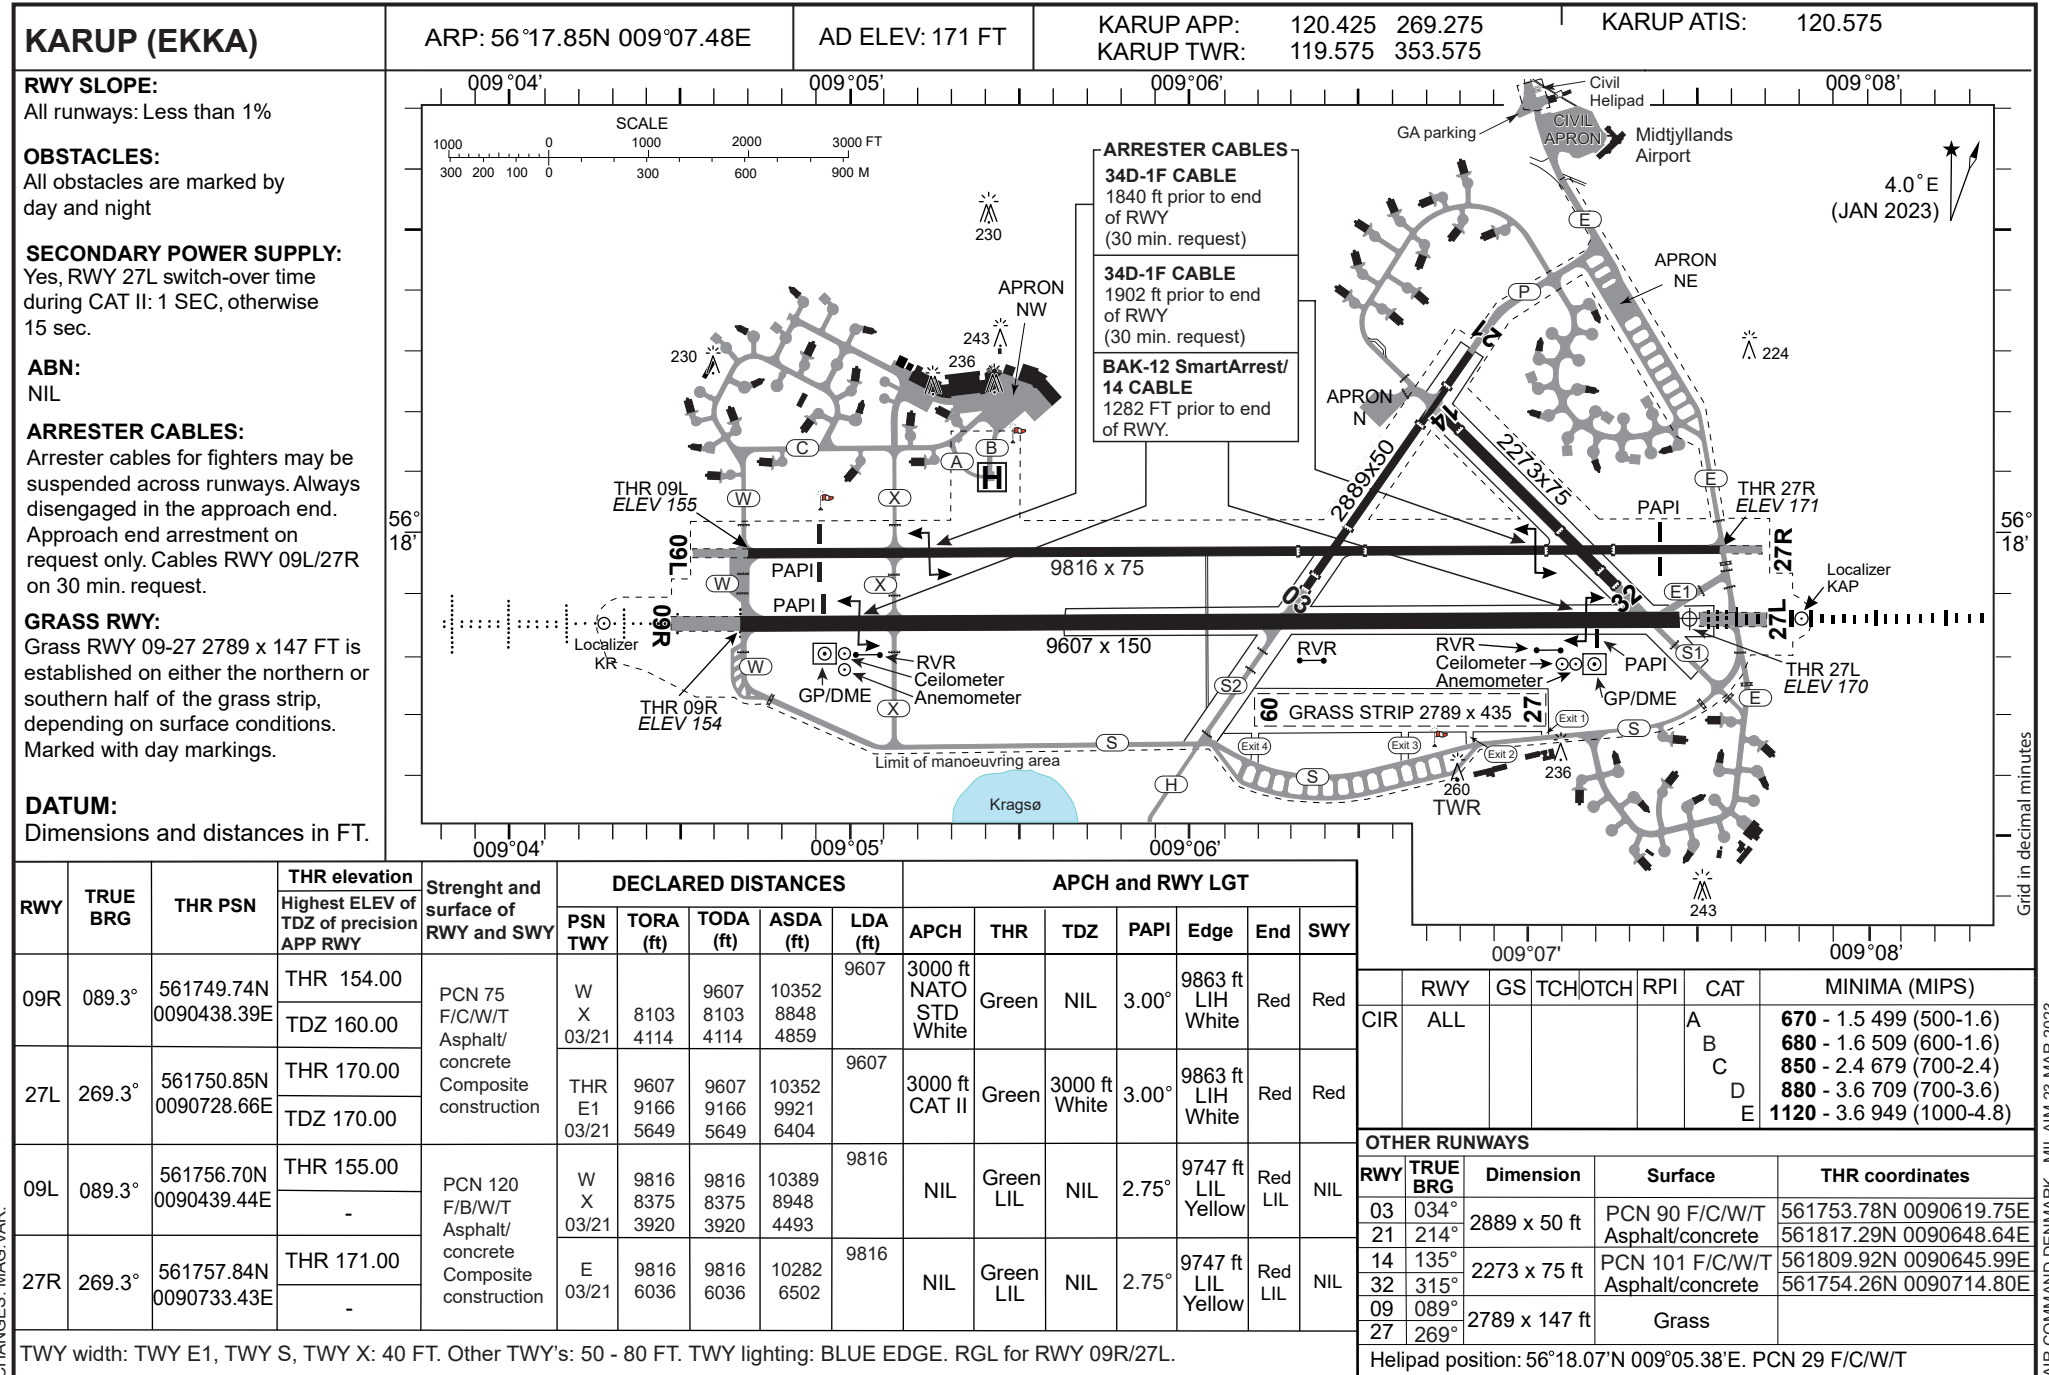 KARUP (EKKA)
ARP: 56°17.85N 009°07.48E
AD ELEV: 171 FT
KARUP APP: 120.425 269.275
KARUP TWR: 119.575 353.575
KARUP ATIS: 120.575
RWY SLOPE:
All runways: Less than 1%
OBSTACLES:
All obstacles are marked by
day and night
SECONDARY POWER SUPPLY:
Yes, RWY 27L switch-over time
during CAT II: 1 SEC, otherwise
15 sec.
ABN:
NIL
ARRESTER CABLES:
Arrester cables for fighters may be
suspended across runways. Always
disengaged in the approach end.
Approach end arrestment on
request only. Cables RWY 09L/27R
on 30 min. request.
GRASS RWY:
Grass RWY 09-27 2789 x 147 FT is
established on either the northern or
southern half of the grass strip,
depending on surface conditions.
Marked with day markings.
DATUM:
Dimensions and distances in FT.
009°04' 009°05' 009°06' 009°08'
SCALE
1000 0 1000 2000 3000 FT
300 200 100 0 300 600 900 M
ARRESTER CABLES
34D-1F CABLE
1840 ft prior to end
of RWY
(30 min. request)
34D-1F CABLE
1902 ft prior to end
of RWY
(30 min. request)
BAK-12 SmartArrest/
14 CABLE
1282 FT prior to end
of RWY.
Civil
Helipad
GA parking
CIVIL
APRON
Midtjyllands
Airport
4.0°E
(JAN 2023)
230
APRON
NW
243
236
230
E
APRON
NE
P
224
21
APRON
N
14
2889x50
2273x75
C
A
B
H
W
X
E
THR 09L
ELEV 155
PAPI
THR 27R
ELEV 171
56°
18'
56°
18'
09L
27R
9816 x 75
PAPI
W
X
PAPI
03
32
E1
Localizer
KAP
09R
27L
Localizer
KR
9607 x 150
RVR
Ceilometer
Anemometer
GP/DME
W
RVR
RVR
Ceilometer
Anemometer
PAPI
GP/DME
S1
THR 27L
ELEV 170
THR 09R
ELEV 154
X
S2
09 GRASS STRIP 2789 x 435 27
E
S
Exit 4
Exit 3
Exit 2
Exit 1
S
Limit of manoeuvring area
Kragsø
H
S
260
TWR
236
243
Grid in decimal minutes
009°04' 009°05' 009°06'
009°07' 009°08'
RWY TRUE BRG THR PSN THR elevation Highest ELEV of TDZ of precision APP RWY Strenght and surface of RWY and SWY DECLARED DISTANCES APCH and RWY LGT
PSN TWY TORA (ft) TODA (ft) ASDA (ft) LDA (ft) APCH THR TDZ PAPI Edge End SWY
09R 089.3° 561749.74N 0090438.39E THR 154.00 TDZ 160.00
PCN 75 F/C/W/T Asphalt/ concrete Composite construction
W 9607 10352 9607
X 8103 8103 8848
03/21 4114 4114 4859
3000 ft NATO STD White Green NIL 3.00° 9863 ft LIH White Red Red
27L 269.3° 561750.85N 0090728.66E THR 170.00 TDZ 170.00
THR 9607 9607 10352 9607
E1 9166 9166 9921
03/21 5649 5649 6404
3000 ft CAT II Green 3000 ft White 3.00° 9863 ft LIH White Red Red
09L 089.3° 561756.70N 0090439.44E THR 155.00 -
PCN 120 F/B/W/T Asphalt/ concrete Composite construction
W 9816 9816 10389 9816
X 8375 8375 8948
03/21 3920 3920 4493
NIL Green LIL NIL 2.75° 9747 ft LIL Yellow Red LIL NIL
27R 269.3° 561757.84N 0090733.43E THR 171.00 -
E 9816 9816 10282 9816
03/21 6036 6036 6502
NIL Green LIL NIL 2.75° 9747 ft LIL Yellow Red LIL NIL
TWY width: TWY E1, TWY S, TWY X: 40 FT. Other TWY's: 50 - 80 FT. TWY lighting: BLUE EDGE. RGL for RWY 09R/27L.
RWY GS TCH OTCH RPI CAT MINIMA (MIPS)
CIR ALL A 670 - 1.5 499 (500-1.6)
B 680 - 1.6 509 (600-1.6)
C 850 - 2.4 679 (700-2.4)
D 880 - 3.6 709 (700-3.6)
E 1120 - 3.6 949 (1000-4.8)
OTHER RUNWAYS
RWY TRUE BRG Dimension Surface THR coordinates
03 034° 2889 x 50 ft PCN 90 F/C/W/T 561753.78N 0090619.75E
21 214° Asphalt/concrete 561817.29N 0090648.64E
14 135° 2273 x 75 ft PCN 101 F/C/W/T 561809.92N 0090645.99E
32 315° Asphalt/concrete 561754.26N 0090714.80E
09 089° 2789 x 147 ft Grass
27 269°
Helipad position: 56°18.07'N 009°05.38'E. PCN 29 F/C/W/T